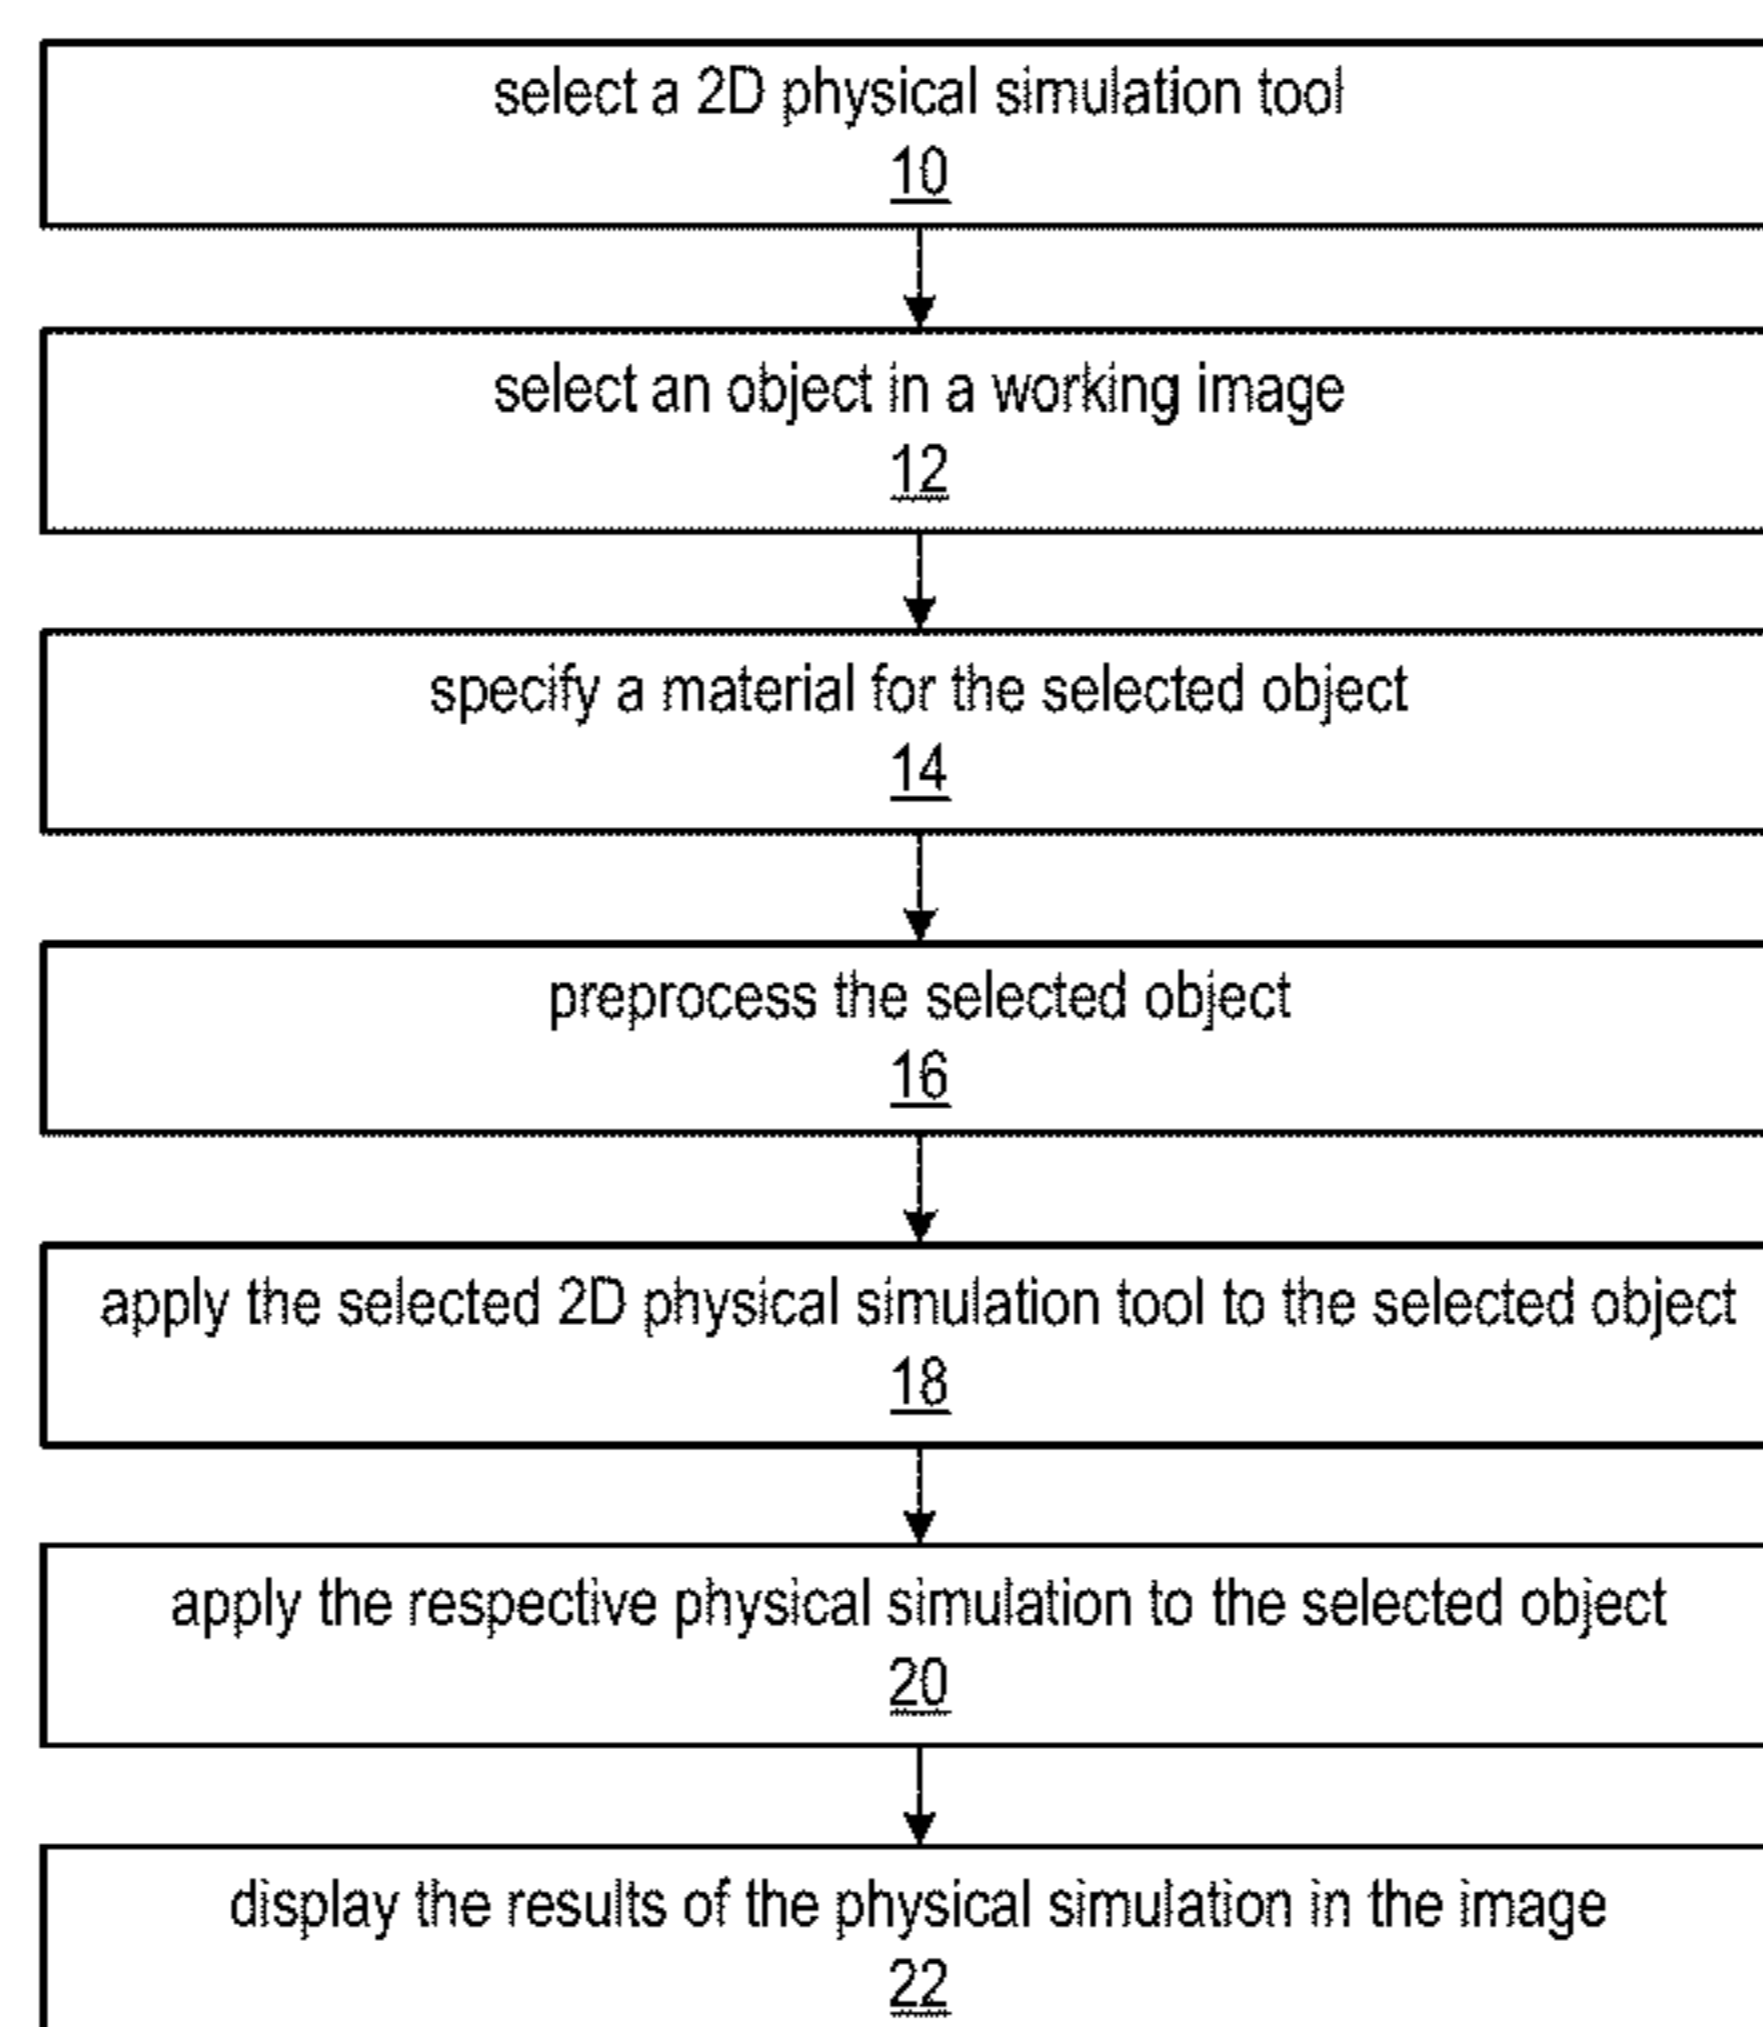 select a 2D physical simulation tool
10
select an object in a working image
12
specify a material for the selected object
14
preprocess the selected object
16
apply the selected 2D physical simulation tool to the selected object
18
apply the respective physical simulation to the selected object
20
display the results of the physical simulation in the image
22